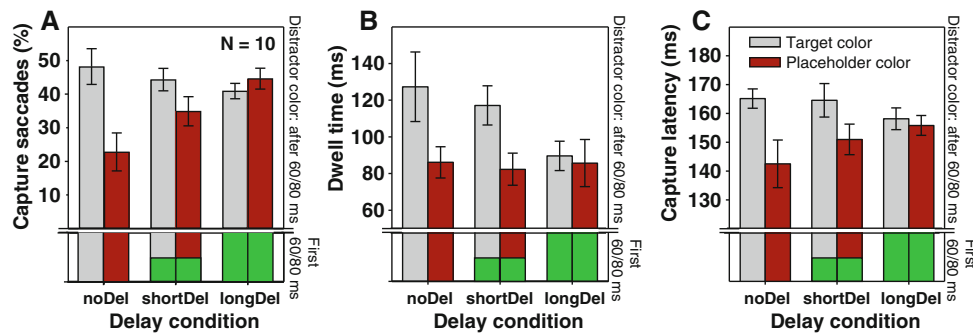 A
N = 10
Capture saccades (%)
50
40
30
20
10
Distractor color: after 60/80 ms
First
60/80 ms
noDel shortDel longDel
Delay condition
B
Dwell time (ms)
140
120
100
80
60
Distractor color: after 60/80 ms
First
60/80 ms
noDel shortDel longDel
Delay condition
C
Target color
Placeholder color
Capture latency (ms)
180
170
160
150
140
130
Distractor color: after 60/80 ms
First
60/80 ms
noDel shortDel longDel
Delay condition